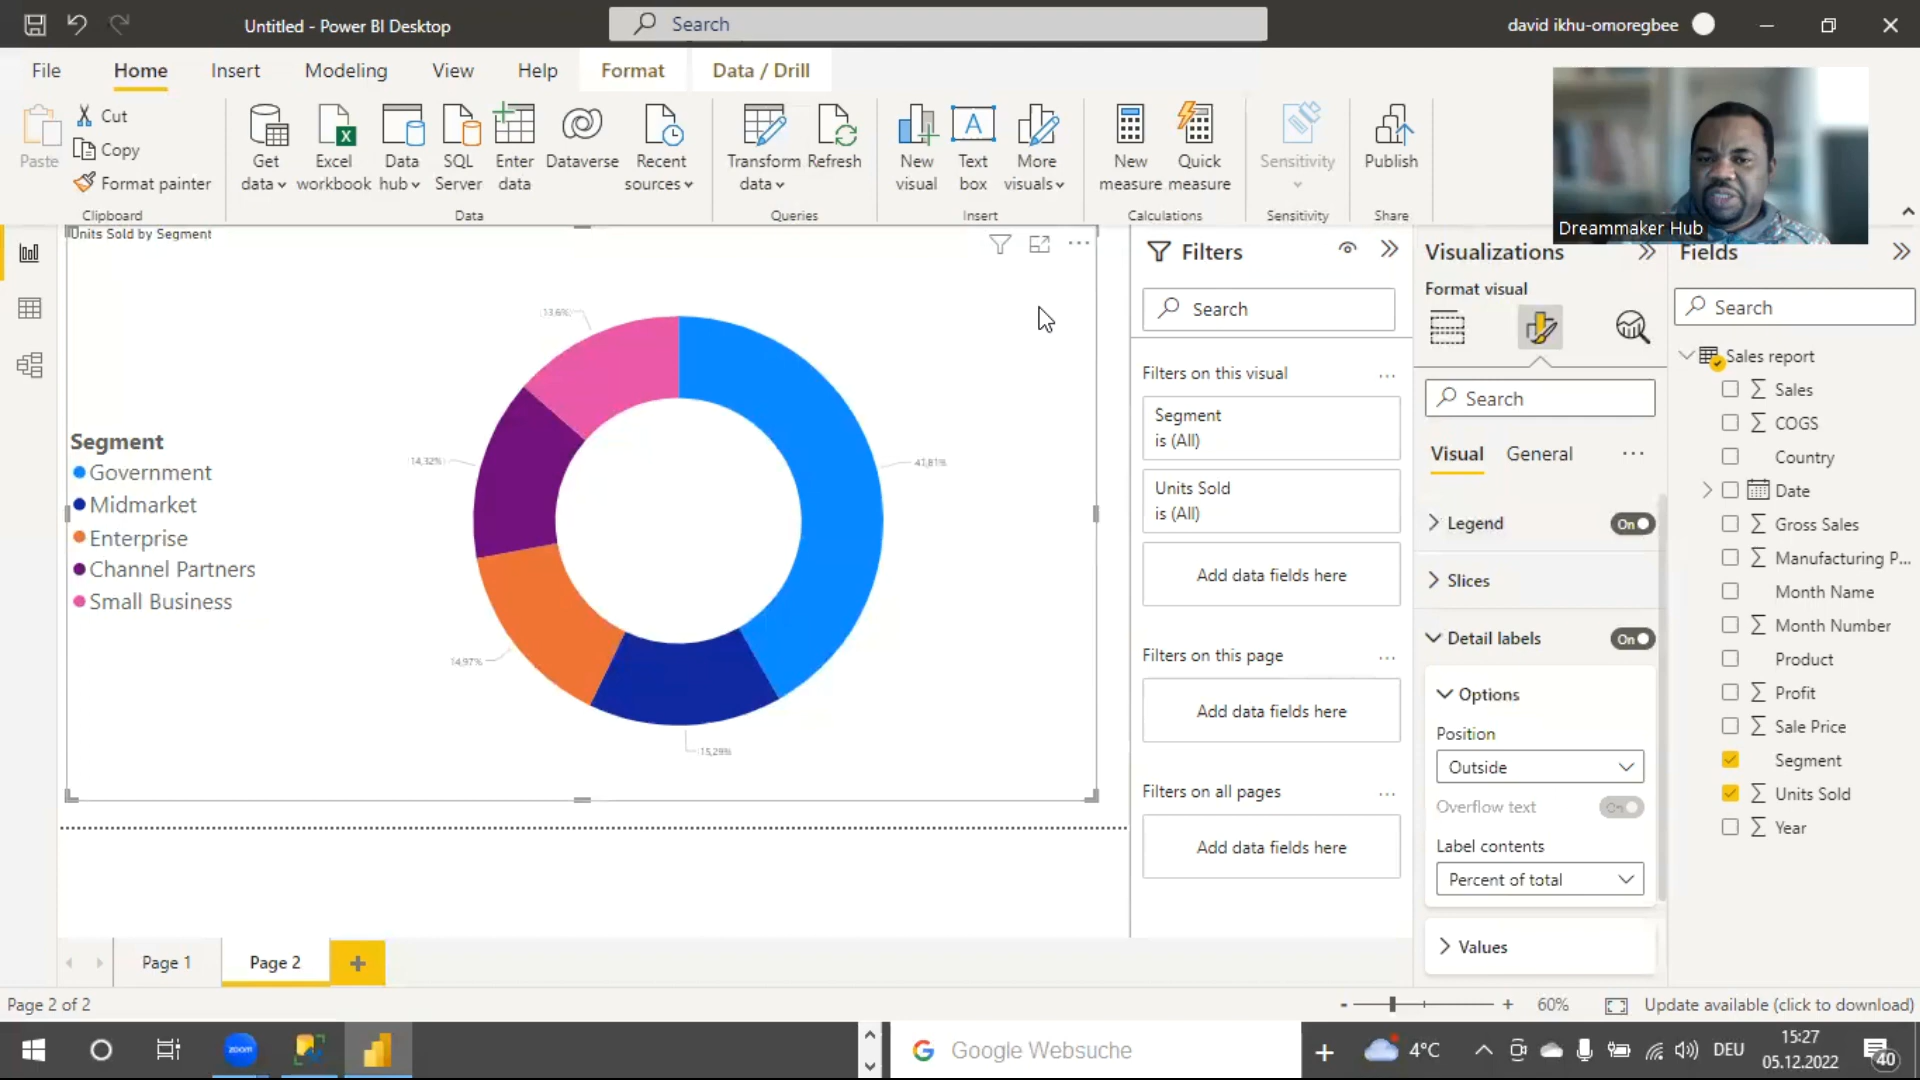 Untitled - Power BI Desktop
Search
david ikhu-omoregbee
File Home Insert Modeling View Help Format Data / Drill
Paste
Cut
Copy
Format painter
Clipboard
Get data
Excel workbook
Data hub
SQL Server
Enter data
Dataverse
Recent sources
Data
Transform data
Refresh
Queries
New visual
Text box
More visuals
Insert
New measure
Quick measure
Calculations
Sensitivity
Sensitivity
Publish
Share
Dreammaker Hub
Units Sold by Segment
13,6%
14,32%
41,81%
14,97%
15,29%
Segment
Government
Midmarket
Enterprise
Channel Partners
Small Business
Filters
Search
Filters on this visual
Segment
is (All)
Units Sold
is (All)
Add data fields here
Filters on this page
Add data fields here
Filters on all pages
Add data fields here
Visualizations
Format visual
Search
Visual General
Legend On
Slices
Detail labels On
Options
Position
Outside
Overflow text On
Label contents
Percent of total
Values
Fields
Search
Sales report
Sales
COGS
Country
Date
Gross Sales
Manufacturing P...
Month Name
Month Number
Product
Profit
Sale Price
Segment
Units Sold
Year
Page 1 Page 2 +
Page 2 of 2
- + 60%
Update available (click to download)
zoom
Google Websuche
4°C
DEU
15:27
05.12.2022
40